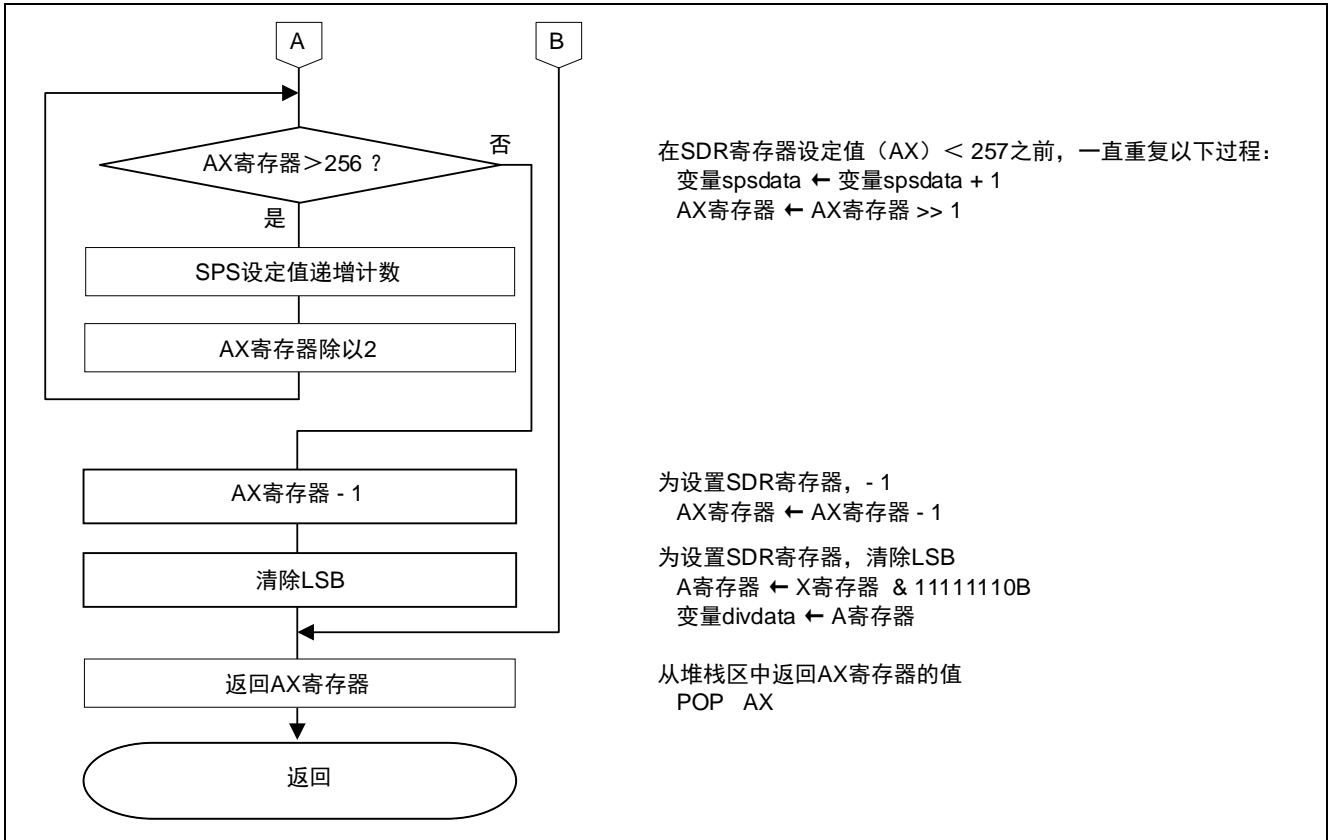 A
B
AX寄存器＞256？
否
是
SPS设定值递增计数
AX寄存器除以2
在SDR寄存器设定值（AX）＜ 257之前，一直重复以下过程：
变量spsdata ← 变量spsdata + 1
AX寄存器 ← AX寄存器 >> 1
AX寄存器 - 1
为设置SDR寄存器，- 1
AX寄存器 ← AX寄存器 - 1
清除LSB
为设置SDR寄存器，清除LSB
A寄存器 ← X寄存器 & 11111110B
变量divdata ← A寄存器
返回AX寄存器
从堆栈区中返回AX寄存器的值
POP AX
返回